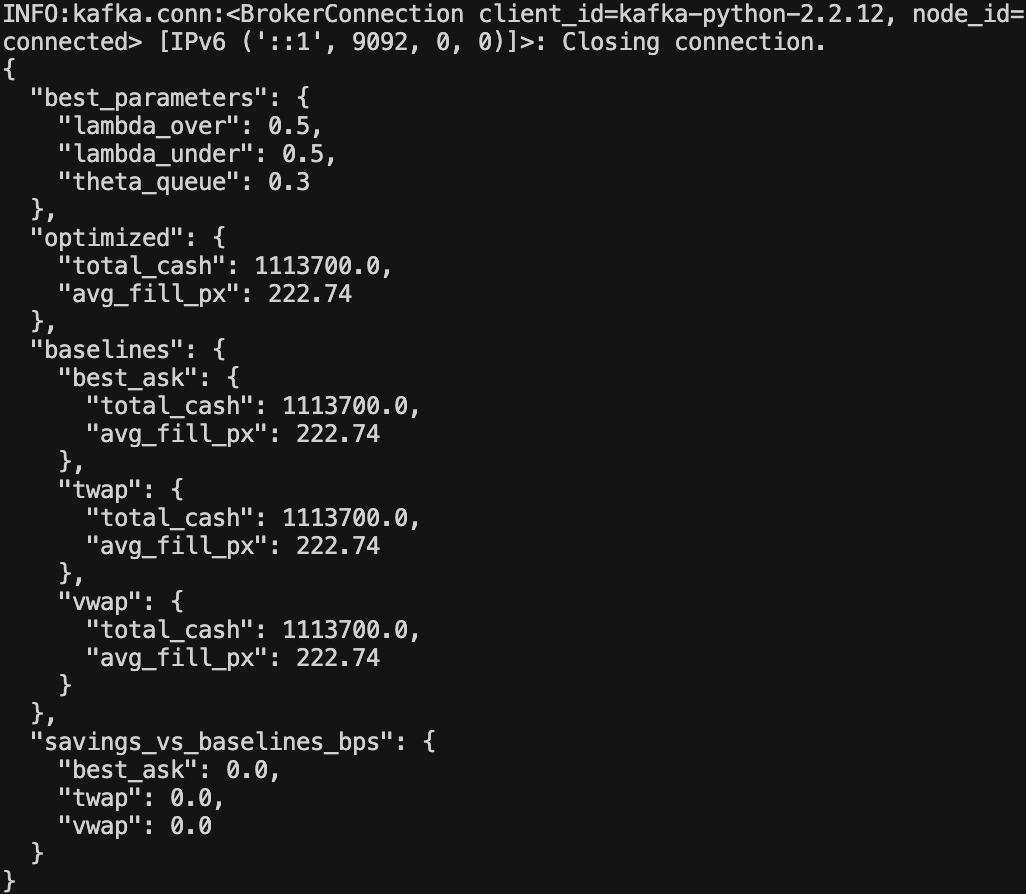 INFO:kafka.conn:<BrokerConnection client_id=kafka-python-2.2.12, node_id=
connected> [IPv6 ('::1', 9092, 0, 0)]>: Closing connection.
{
  "best_parameters": {
    "lambda_over": 0.5,
    "lambda_under": 0.5,
    "theta_queue": 0.3
  },
  "optimized": {
    "total_cash": 1113700.0,
    "avg_fill_px": 222.74
  },
  "baselines": {
    "best_ask": {
      "total_cash": 1113700.0,
      "avg_fill_px": 222.74
    },
    "twap": {
      "total_cash": 1113700.0,
      "avg_fill_px": 222.74
    },
    "vwap": {
      "total_cash": 1113700.0,
      "avg_fill_px": 222.74
    }
  },
  "savings_vs_baselines_bps": {
    "best_ask": 0.0,
    "twap": 0.0,
    "vwap": 0.0
  }
}